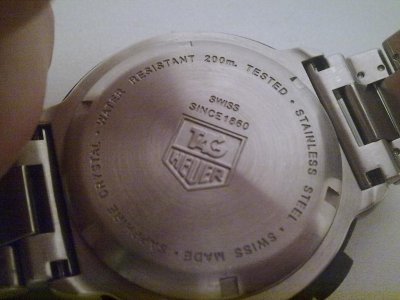 WATER RESISTANT 200m. TESTED • STAINLESS STEEL • SWISS MADE • SAPPHIRE CRYSTAL •
SWISS
SINCE 1860
TAG
HEUER